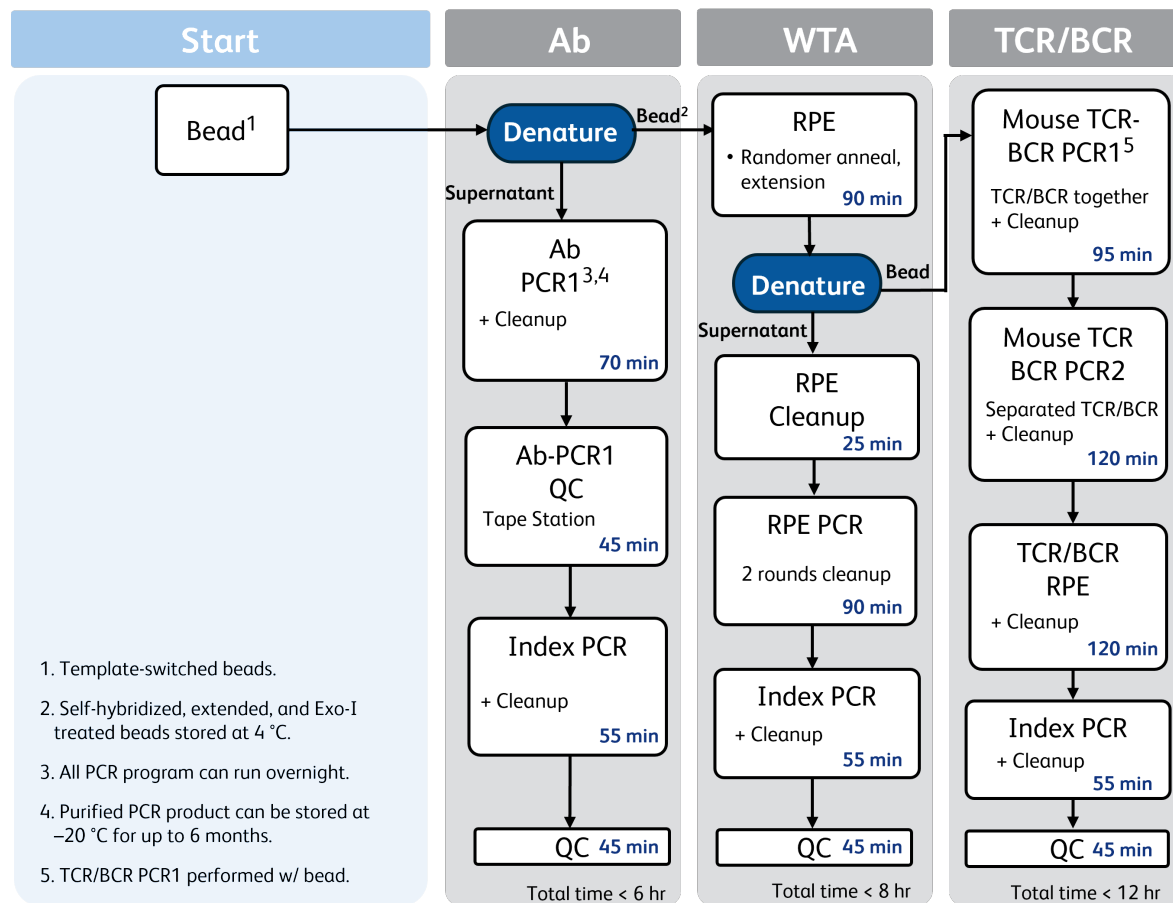 Start
Ab
WTA
TCR/BCR
Bead¹
1. Template-switched beads.
2. Self-hybridized, extended, and Exo-I
treated beads stored at 4 °C.
3. All PCR program can run overnight.
4. Purified PCR product can be stored at
–20 °C for up to 6 months.
5. TCR/BCR PCR1 performed w/ bead.
Denature
Bead²
Supernatant
Ab
PCR1³,⁴
+ Cleanup
70 min
Ab-PCR1
QC
Tape Station
45 min
Index PCR
+ Cleanup
55 min
QC 45 min
Total time < 6 hr
RPE
• Randomer anneal,
extension
90 min
Denature
Bead
Supernatant
RPE
Cleanup
25 min
RPE PCR
2 rounds cleanup
90 min
Index PCR
+ Cleanup
55 min
QC 45 min
Total time < 8 hr
Mouse TCR-
BCR PCR1⁵
TCR/BCR together
+ Cleanup
95 min
Mouse TCR
BCR PCR2
Separated TCR/BCR
+ Cleanup
120 min
TCR/BCR
RPE
+ Cleanup
120 min
Index PCR
+ Cleanup
55 min
QC 45 min
Total time < 12 hr